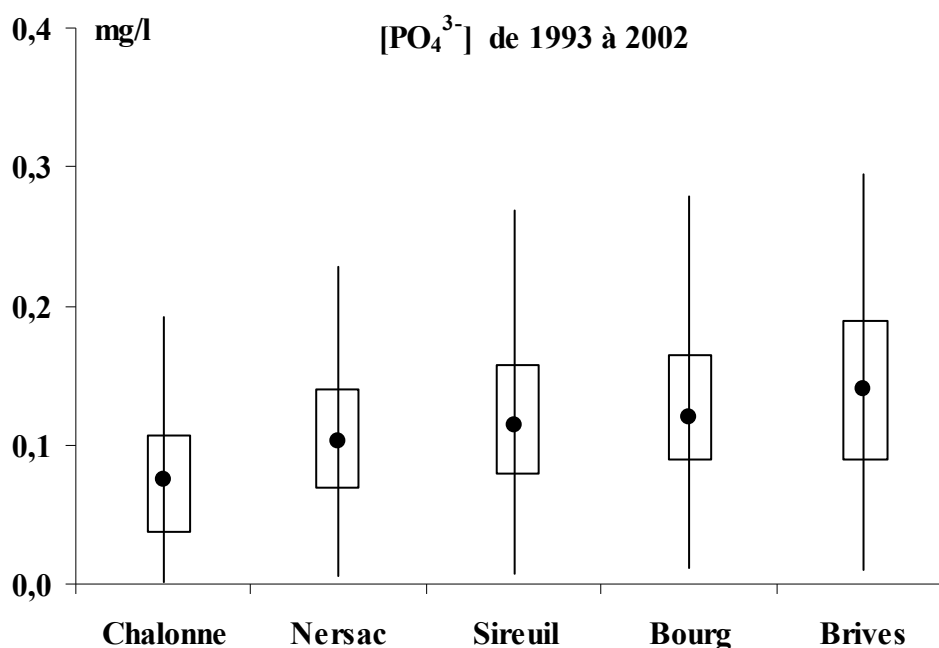 0,4
mg/l
[PO₄³⁻] de 1993 à 2002
0,3
0,2
0,1
0,0
Chalonne Nersac Sireuil Bourg Brives